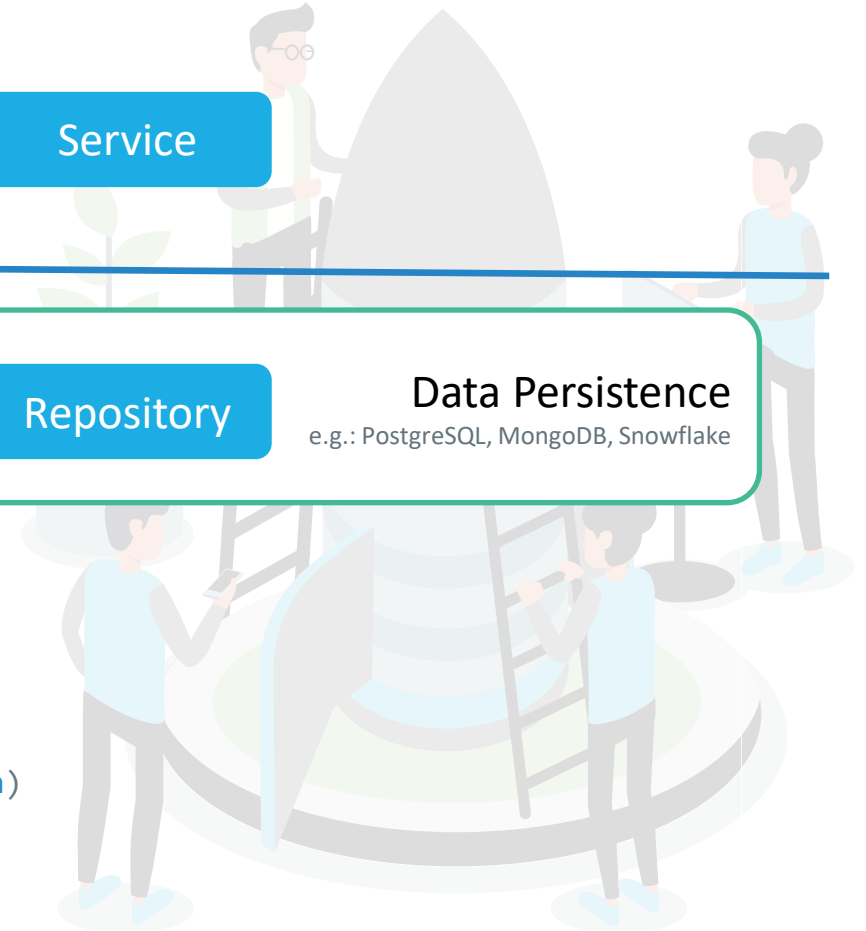 Service
Repository
Data Persistence
e.g.: PostgreSQL, MongoDB, Snowflake
)